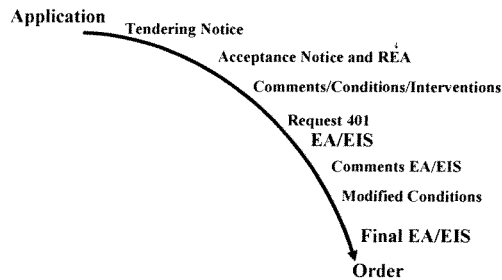 Application
Tendering Notice
Acceptance Notice and REA
Comments/Conditions/Interventions
Request 401
EA/EIS
Comments EA/EIS
Modified Conditions
Final EA/EIS
Order